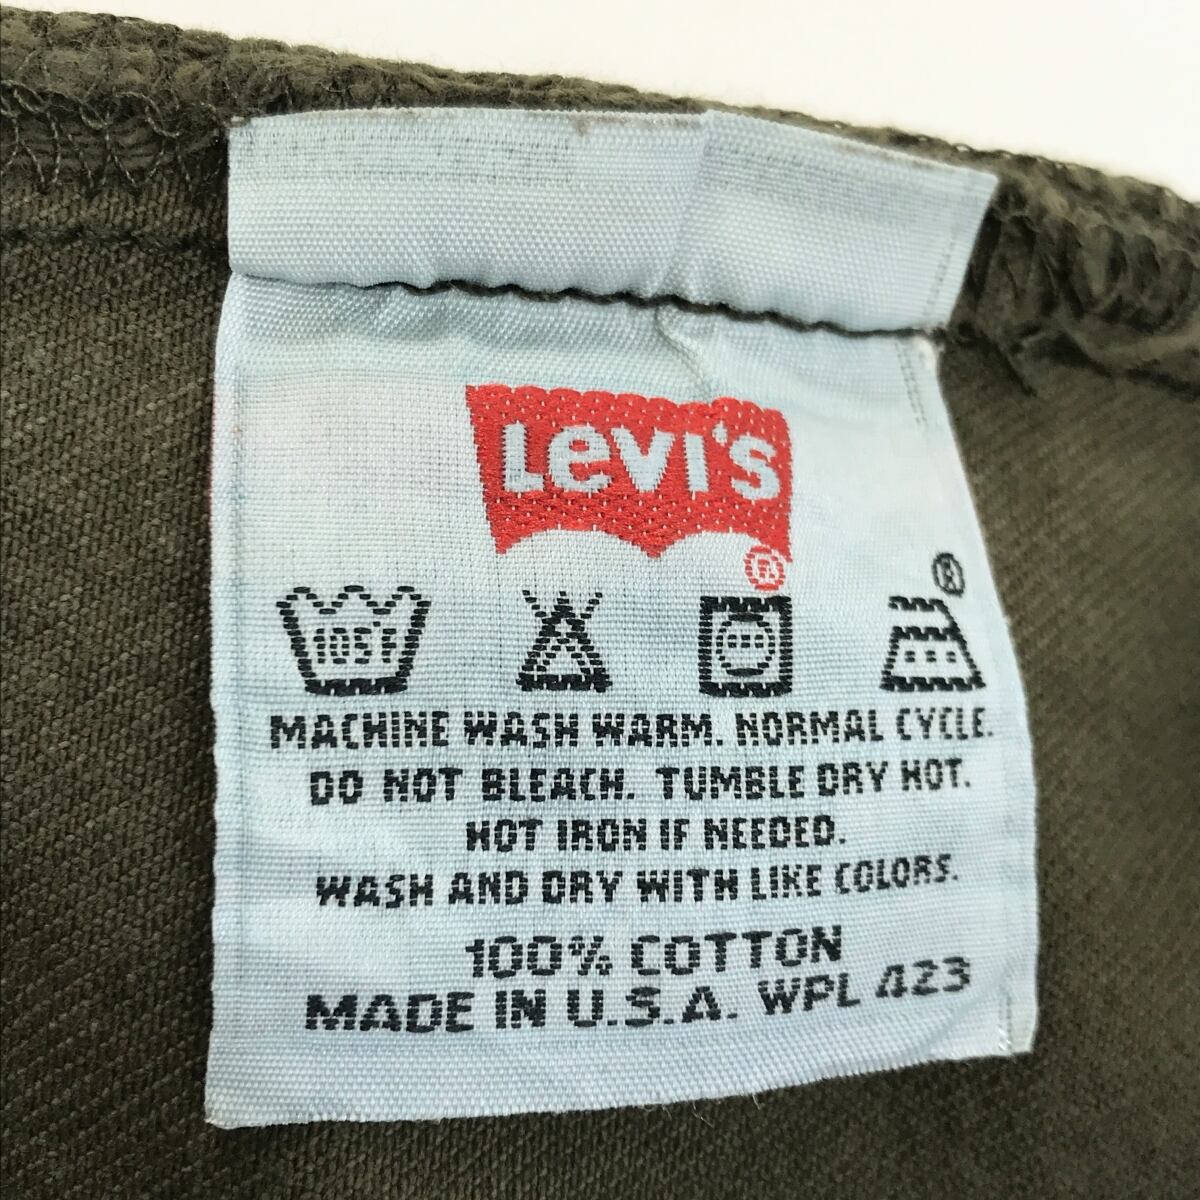 LEVI'S
®
®
105°F
MACHINE WASH WARM. NORMAL CYCLE.
DO NOT BLEACH. TUMBLE DRY HOT.
HOT IRON IF NEEDED.
WASH AND DRY WITH LIKE COLORS.
100% COTTON
MADE IN U.S.A. WPL 423